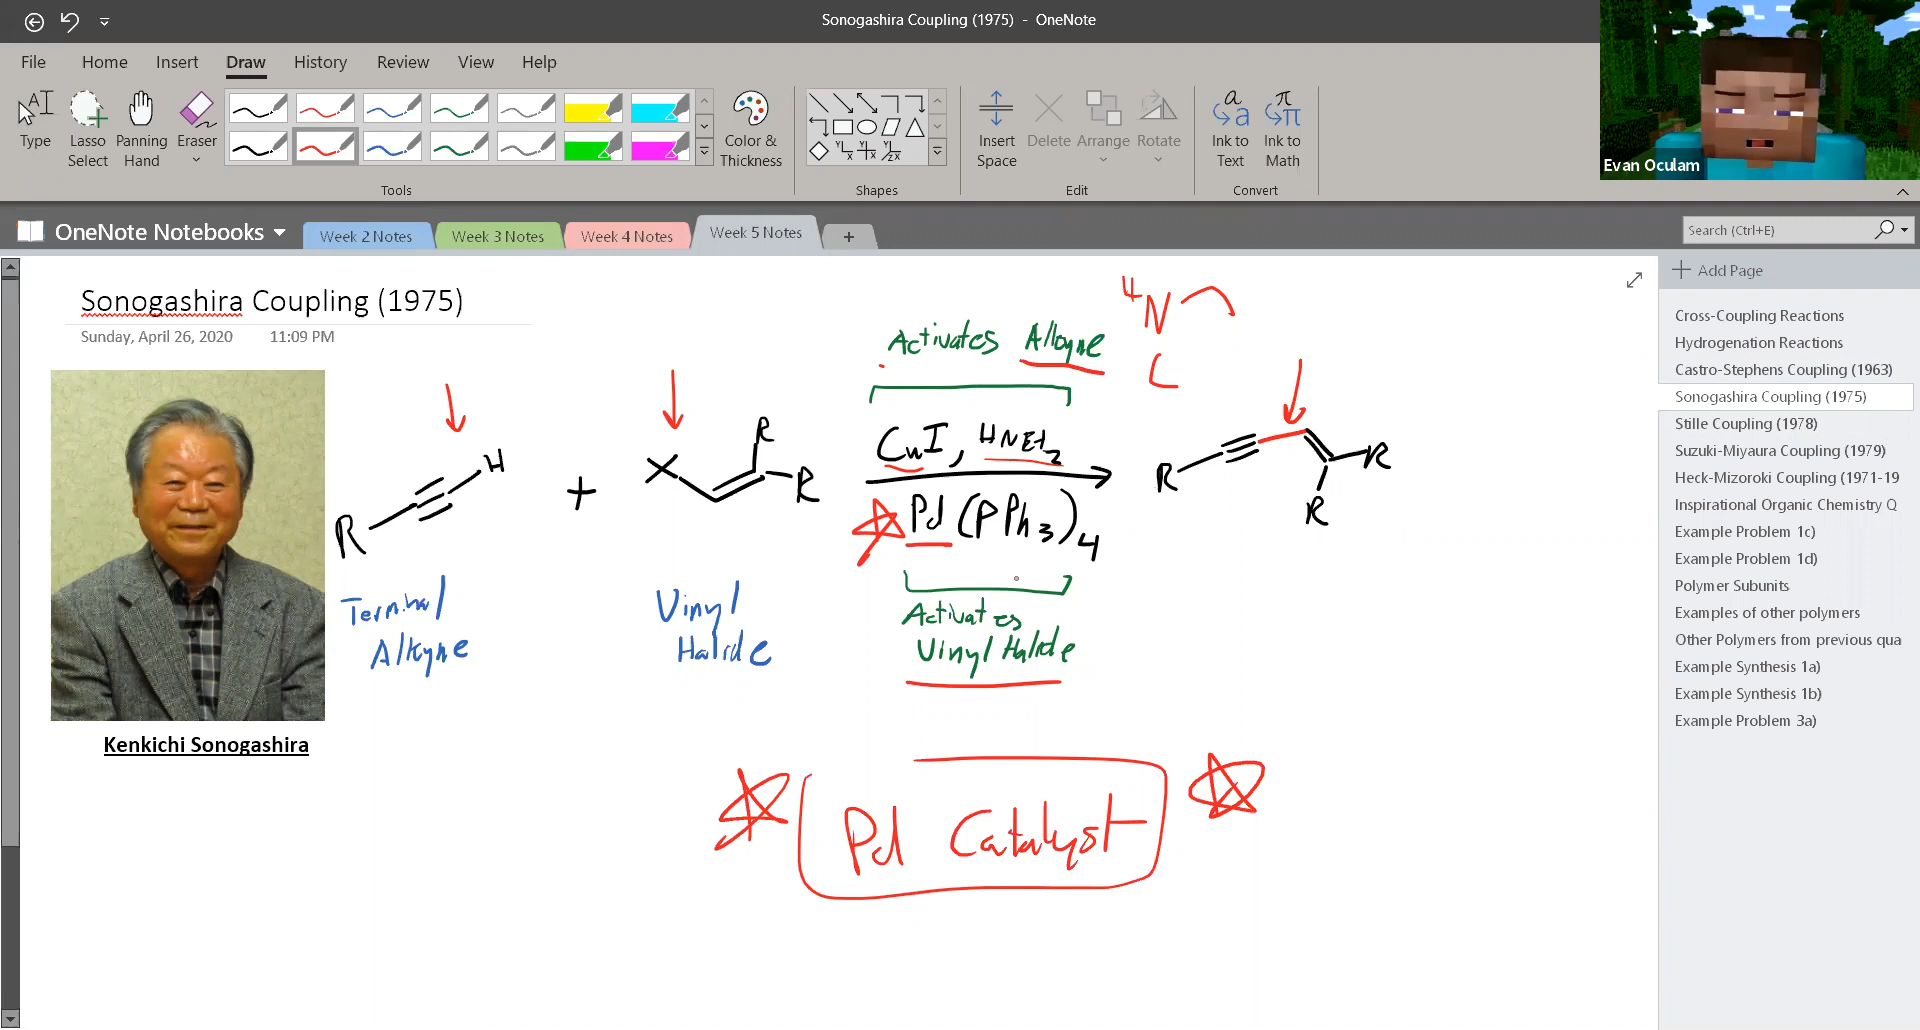 Sonogashira Coupling (1975) - OneNote
File Home Insert Draw History Review View Help
Type
Lasso Select
Panning Hand
Eraser
Color & Thickness
Insert Space
Delete
Arrange
Rotate
Ink to Text
Ink to Math
Tools
Shapes
Edit
Convert
Evan Oculam
OneNote Notebooks
Week 2 Notes
Week 3 Notes
Week 4 Notes
Week 5 Notes
Search (Ctrl+E)
Sonogashira Coupling (1975)
Sunday, April 26, 2020 11:09 PM
Kenkichi Sonogashira
Activates Alkyne
4 N
C
R H
+
X R R
CuI, HNEt2
Pd(PPh3)4
R R R
Terminal
Alkyne
Vinyl
Halide
Activates
Vinyl Halide
Pd Catalyst
Add Page
Cross-Coupling Reactions
Hydrogenation Reactions
Castro-Stephens Coupling (1963)
Sonogashira Coupling (1975)
Stille Coupling (1978)
Suzuki-Miyaura Coupling (1979)
Heck-Mizoroki Coupling (1971-19
Inspirational Organic Chemistry Q
Example Problem 1c)
Example Problem 1d)
Polymer Subunits
Examples of other polymers
Other Polymers from previous qua
Example Synthesis 1a)
Example Synthesis 1b)
Example Problem 3a)